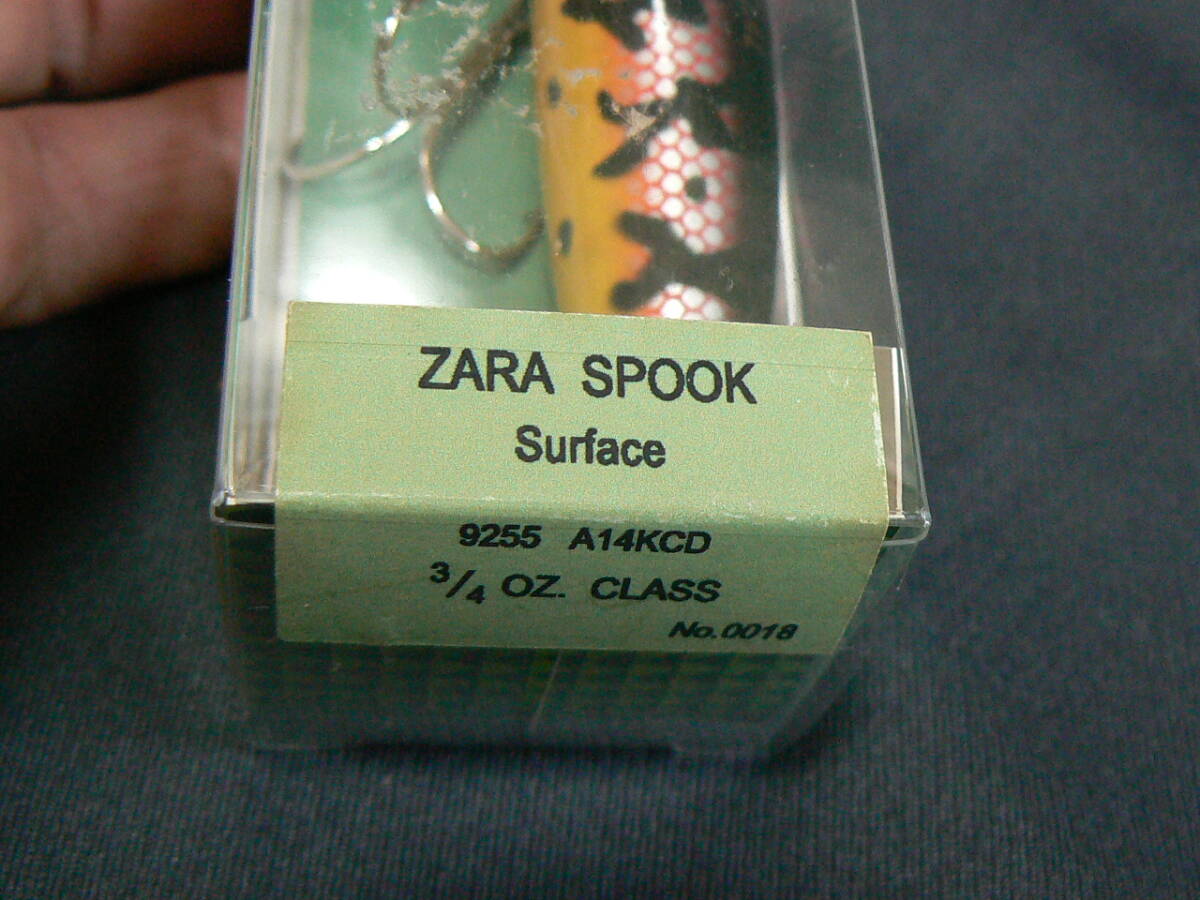 ZARA SPOOK
Surface
9255 A14KCD
3/4 OZ. CLASS
No.0018